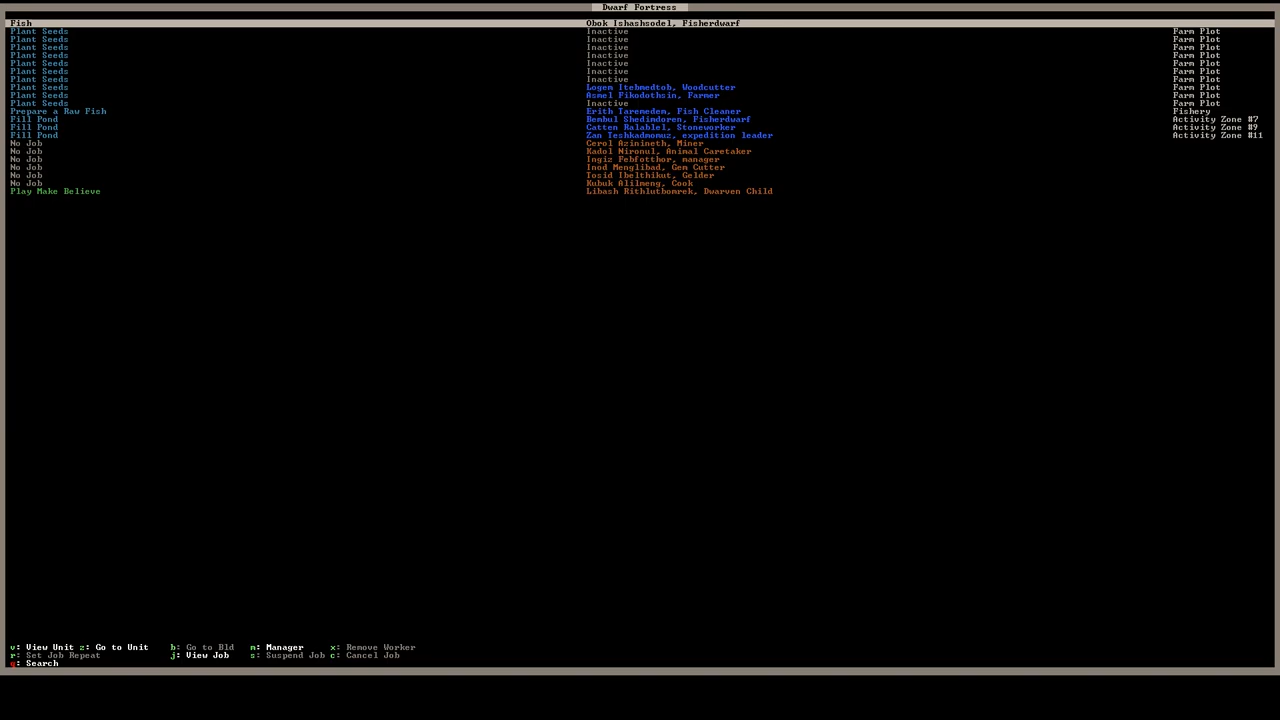 Dwarf Fortress
Fish Obok Ishashsodel, Fisherdwarf
Plant Seeds Inactive Farm Plot
Plant Seeds Inactive Farm Plot
Plant Seeds Inactive Farm Plot
Plant Seeds Inactive Farm Plot
Plant Seeds Inactive Farm Plot
Plant Seeds Inactive Farm Plot
Plant Seeds Inactive Farm Plot
Plant Seeds Logem Itebmedtob, Woodcutter Farm Plot
Plant Seeds Asmel Fikodothsin, Farmer Farm Plot
Plant Seeds Inactive Farm Plot
Prepare a Raw Fish Erith Taremedem, Fish Cleaner Fishery
Fill Pond Bembul Shedimdoren, Fisherdwarf Activity Zone #7
Fill Pond Catten Ralablel, Stoneworker Activity Zone #9
Fill Pond Zan Teshkadmomuz, expedition leader Activity Zone #11
No Job Cerol Azinineth, Miner
No Job Kadol Nironul, Animal Caretaker
No Job Ingiz Febfotthor, manager
No Job Inod Menglibad, Gem Cutter
No Job Tosid Ibelthikut, Gelder
No Job Kubuk Alilmeng, Cook
Play Make Believe Libash Rithlutbomrek, Dwarven Child
v: View Unit z: Go to Unit b: Go to Bld m: Manager x: Remove Worker
r: Set Job Repeat j: View Job s: Suspend Job c: Cancel Job
q: Search